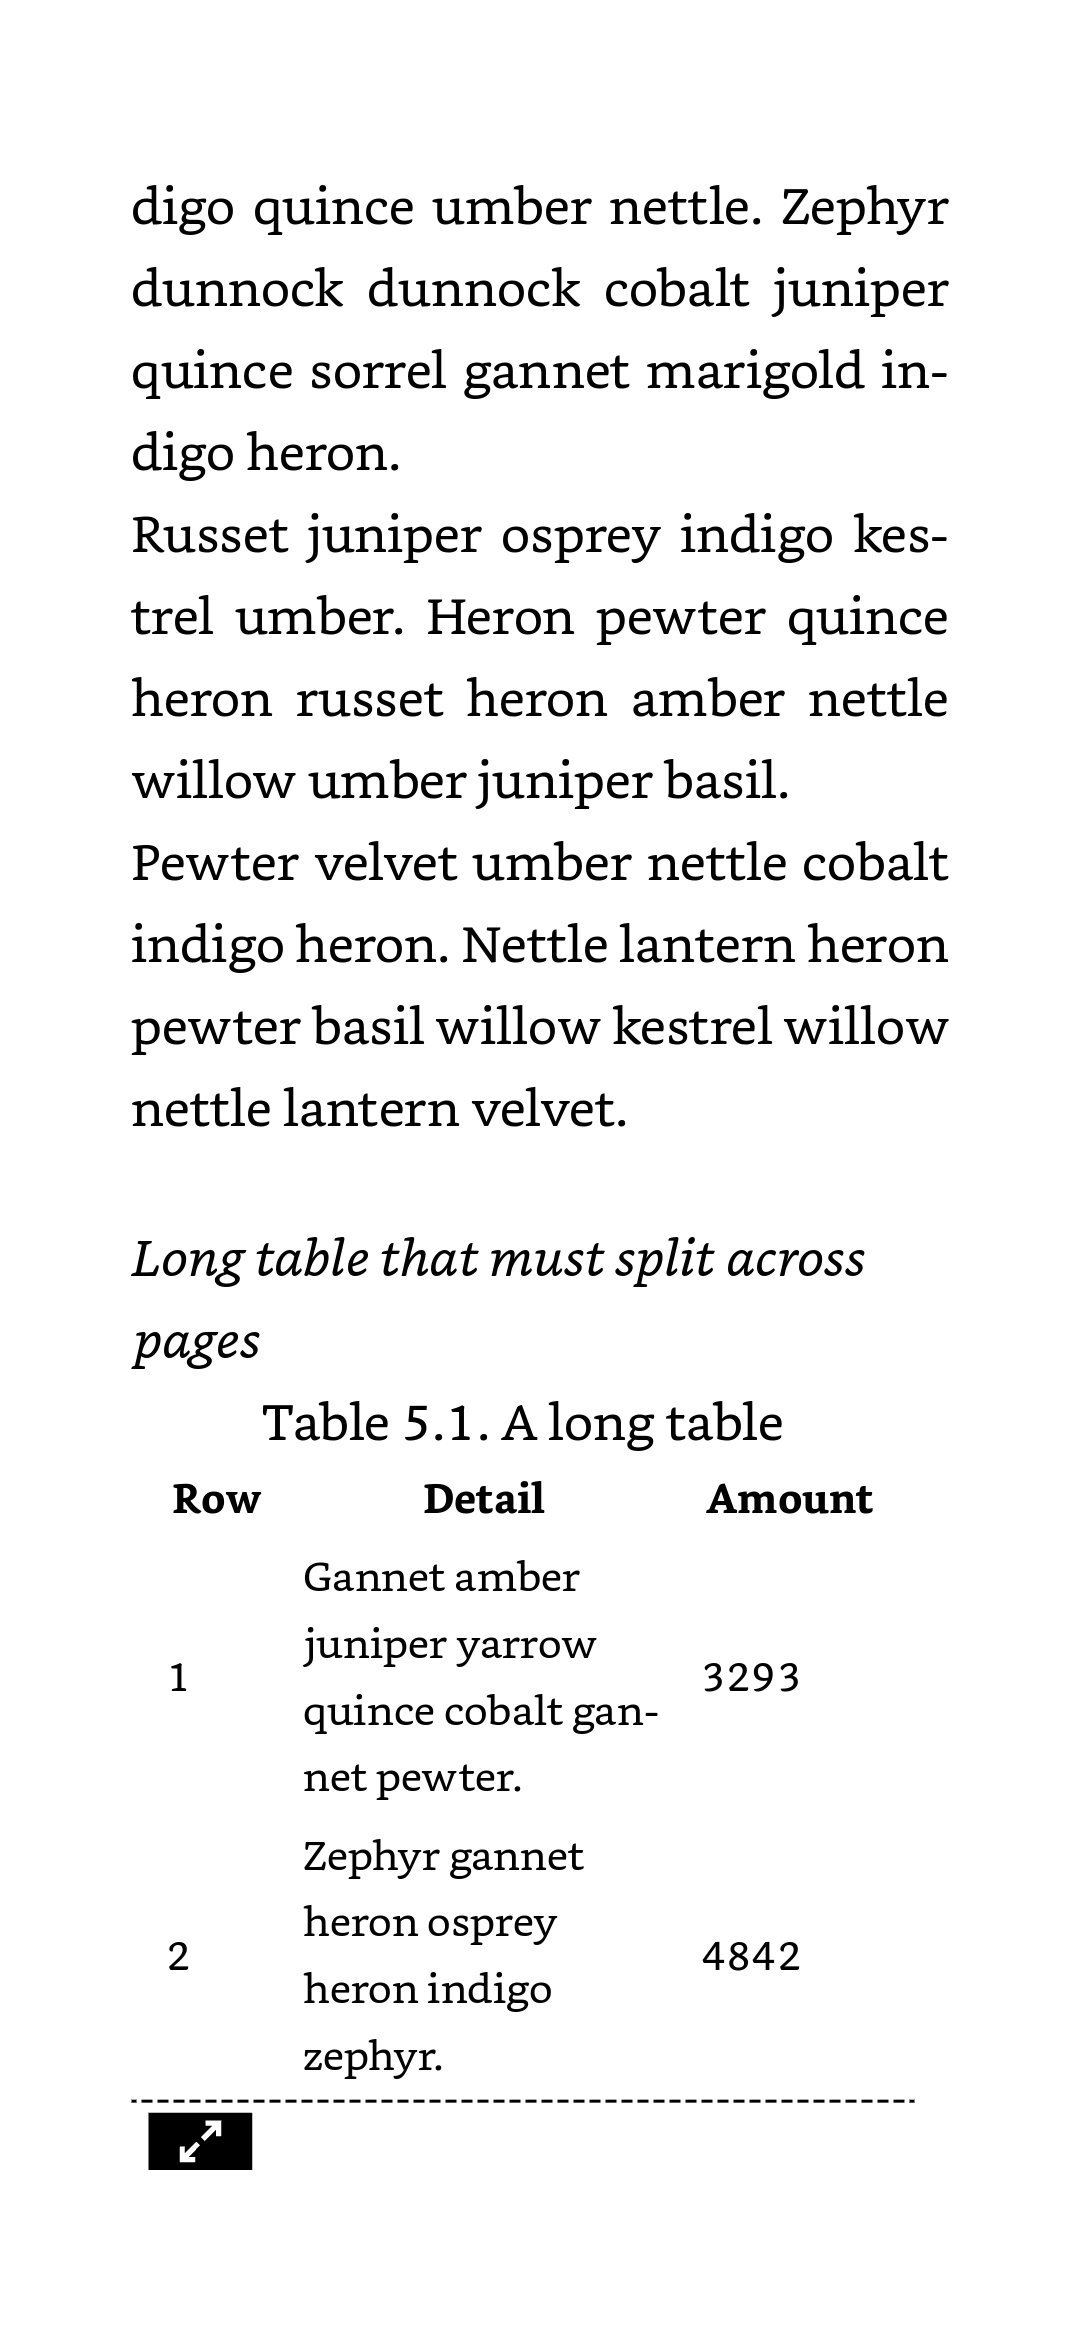 digo quince umber nettle. Zephyr
dunnock dunnock cobalt juniper
quince sorrel gannet marigold in-
digo heron.
Russet juniper osprey indigo kes-
trel umber. Heron pewter quince
heron russet heron amber nettle
willow umber juniper basil.
Pewter velvet umber nettle cobalt
indigo heron. Nettle lantern heron
pewter basil willow kestrel willow
nettle lantern velvet.
Long table that must split across
pages
Table 5.1. A long table
Row Detail Amount
Gannet amber
juniper yarrow
1 3293
quince cobalt gan-
net pewter.
Zephyr gannet
heron osprey
2 4842
heron indigo
zephyr.